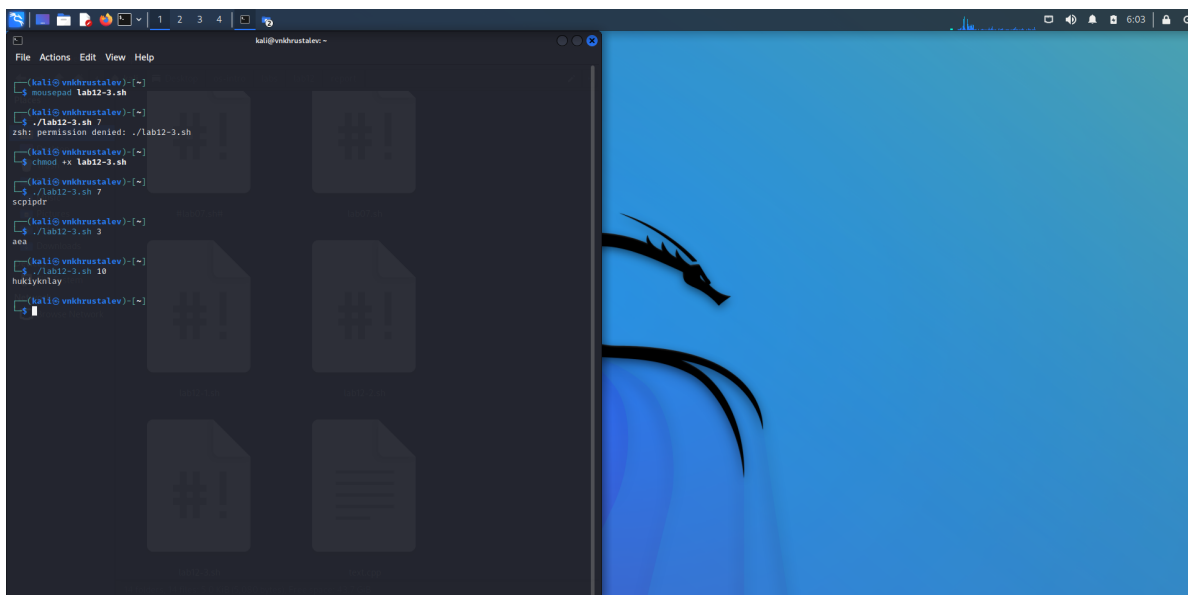 1 2 3 4
6:03
kali@vnkhrustalev: ~
File Actions Edit View Help
┌──(kali㉿vnkhrustalev)-[~]
└─$ mousepad lab12-3.sh
┌──(kali㉿vnkhrustalev)-[~]
└─$ ./lab12-3.sh 7
zsh: permission denied: ./lab12-3.sh
┌──(kali㉿vnkhrustalev)-[~]
└─$ chmod +x lab12-3.sh
┌──(kali㉿vnkhrustalev)-[~]
└─$ ./lab12-3.sh 7
scpipdr
┌──(kali㉿vnkhrustalev)-[~]
└─$ ./lab12-3.sh 3
aea
┌──(kali㉿vnkhrustalev)-[~]
└─$ ./lab12-3.sh 10
hukiyknlay
┌──(kali㉿vnkhrustalev)-[~]
└─$